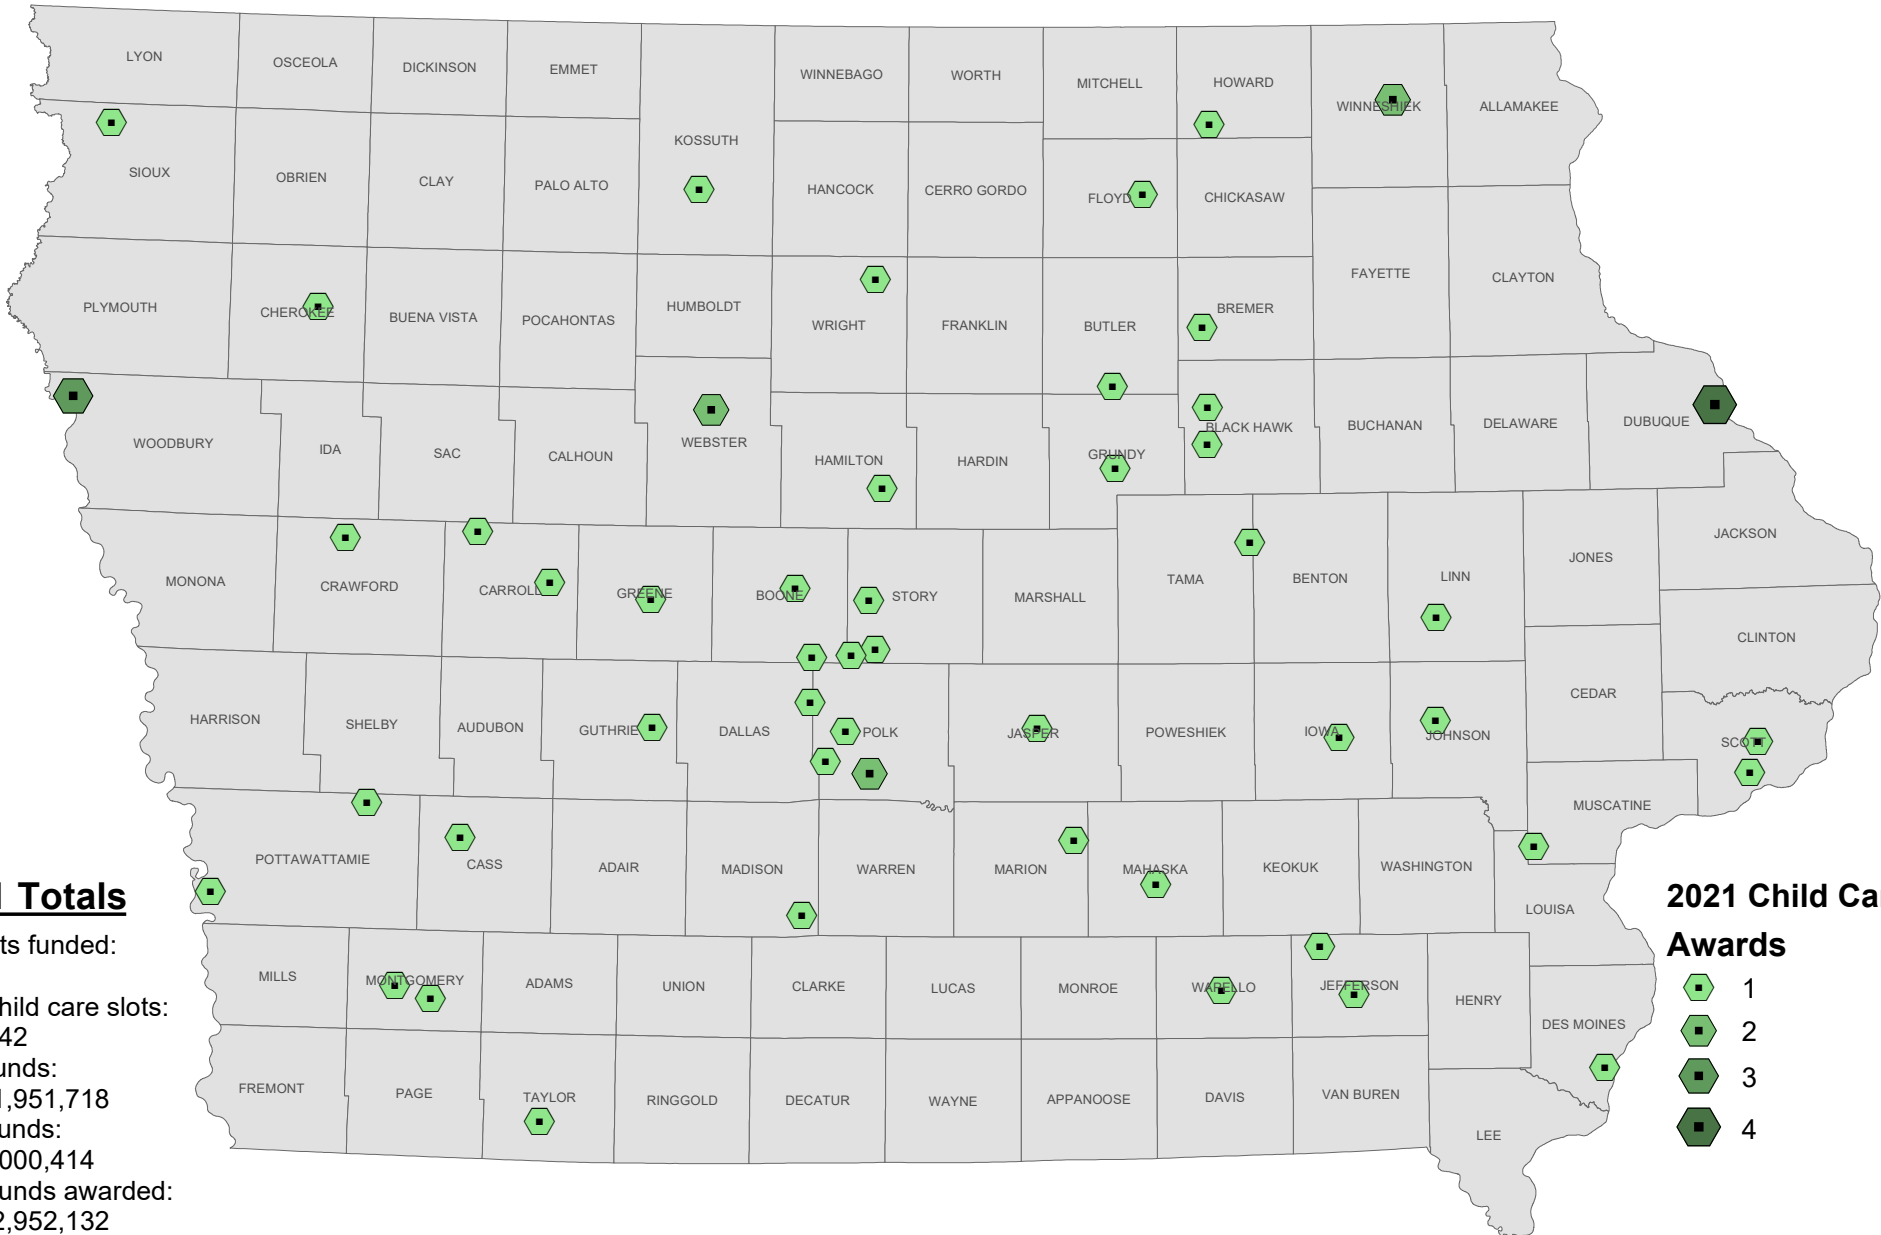 LYON
OSCEOLA
DICKINSON
EMMET
WINNEBAGO
WORTH
MITCHELL
HOWARD
WINNESHIEK
ALLAMAKEE
KOSSUTH
SIOUX
OBRIEN
CLAY
PALO ALTO
HANCOCK
CERRO GORDO
FLOYD
CHICKASAW
FAYETTE
CLAYTON
PLYMOUTH
CHEROKEE
BUENA VISTA
POCAHONTAS
HUMBOLDT
WRIGHT
FRANKLIN
BUTLER
BREMER
WOODBURY
IDA
SAC
CALHOUN
WEBSTER
HAMILTON
HARDIN
GRUNDY
BLACK HAWK
BUCHANAN
DELAWARE
DUBUQUE
JACKSON
MONONA
CRAWFORD
CARROLL
GREENE
BOONE
STORY
MARSHALL
TAMA
BENTON
LINN
JONES
CLINTON
HARRISON
SHELBY
AUDUBON
GUTHRIE
DALLAS
POLK
JASPER
POWESHIEK
IOWA
JOHNSON
CEDAR
SCOTT
MUSCATINE
POTTAWATTAMIE
CASS
ADAIR
MADISON
WARREN
MARION
MAHASKA
KEOKUK
WASHINGTON
LOUISA
MILLS
MONTGOMERY
ADAMS
UNION
CLARKE
LUCAS
MONROE
WAPELLO
JEFFERSON
HENRY
DES MOINES
FREMONT
PAGE
TAYLOR
RINGGOLD
DECATUR
WAYNE
APPANOOSE
DAVIS
VAN BUREN
LEE
Totals
ts funded:
hild care slots:
42
unds:
,951,718
unds:
000,414
unds awarded:
2,952,132
2021 Child Ca
Awards
1
2
3
4